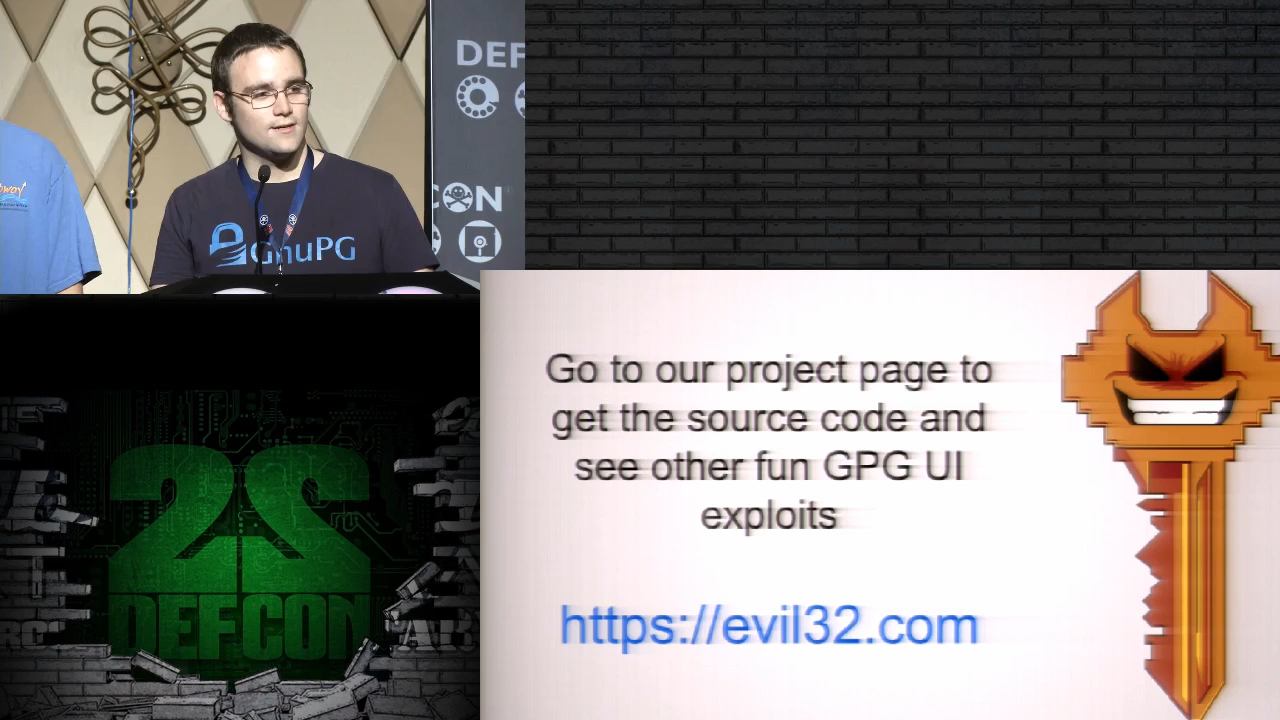 DEF
CON
GnuPG
Go to our project page to
get the source code and
see other fun GPG UI
exploits
https://evil32.com
22
DEFCON